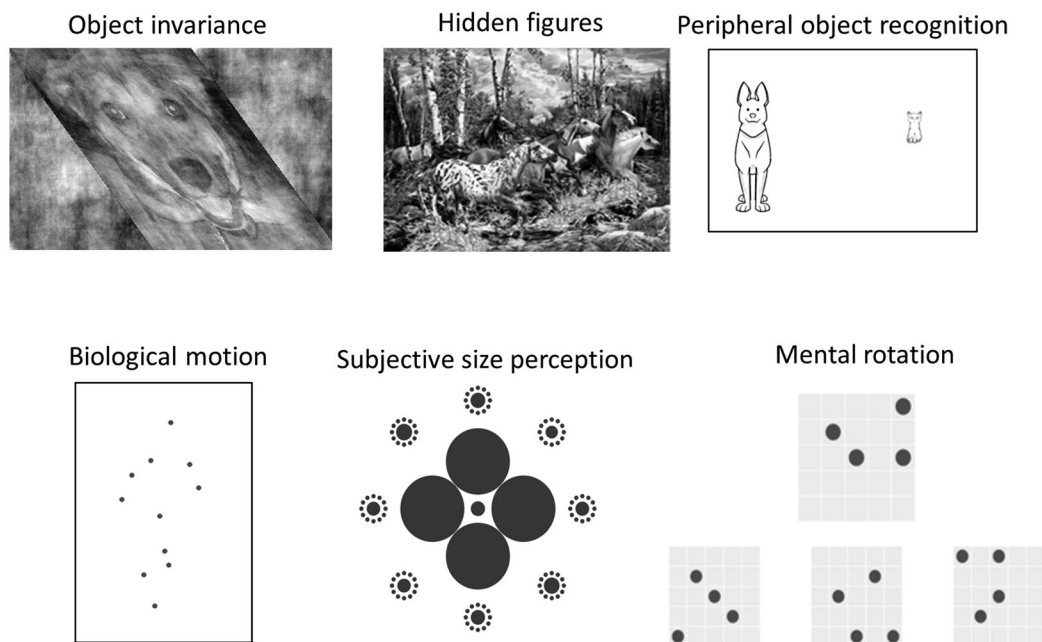 Object invariance
Hidden figures
Peripheral object recognition
Biological motion
Subjective size perception
Mental rotation